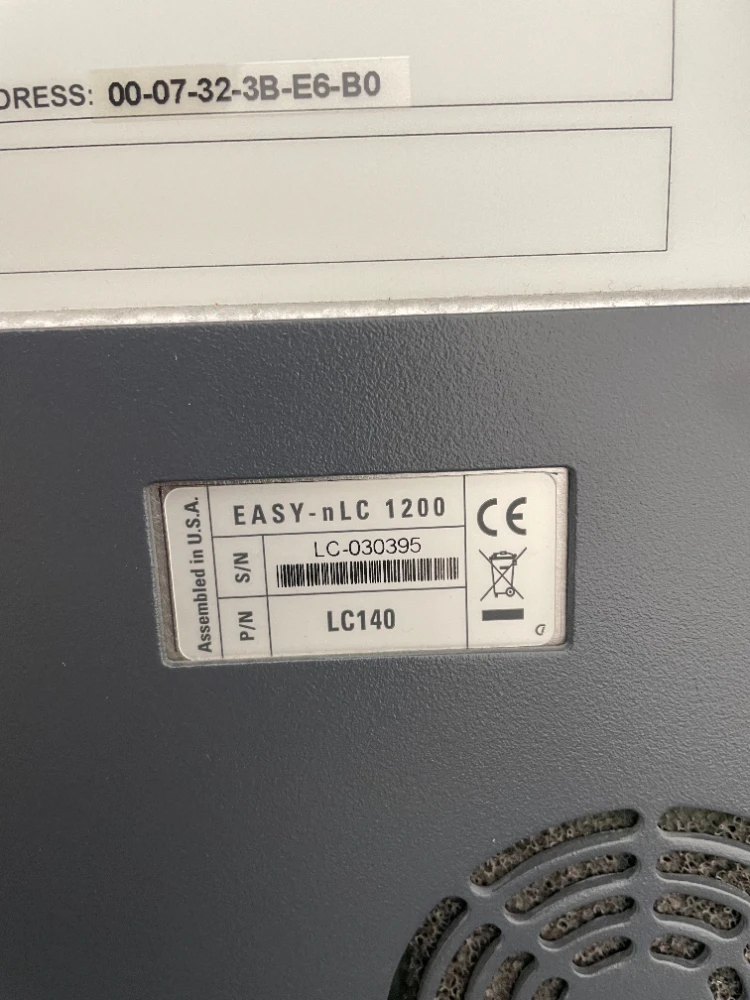 DRESS: 00-07-32-3B-E6-B0
Assembled in U.S.A.
EASY-nLC 1200
S/N LC-030395
P/N LC140
CE